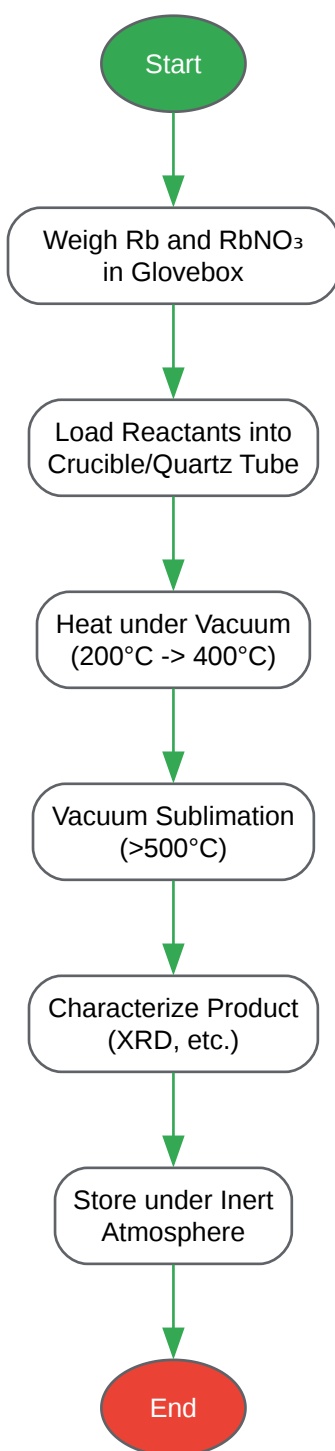 Start
Weigh Rb and RbNO₃
in Glovebox
Load Reactants into
Crucible/Quartz Tube
Heat under Vacuum
(200°C -> 400°C)
Vacuum Sublimation
(>500°C)
Characterize Product
(XRD, etc.)
Store under Inert
Atmosphere
End